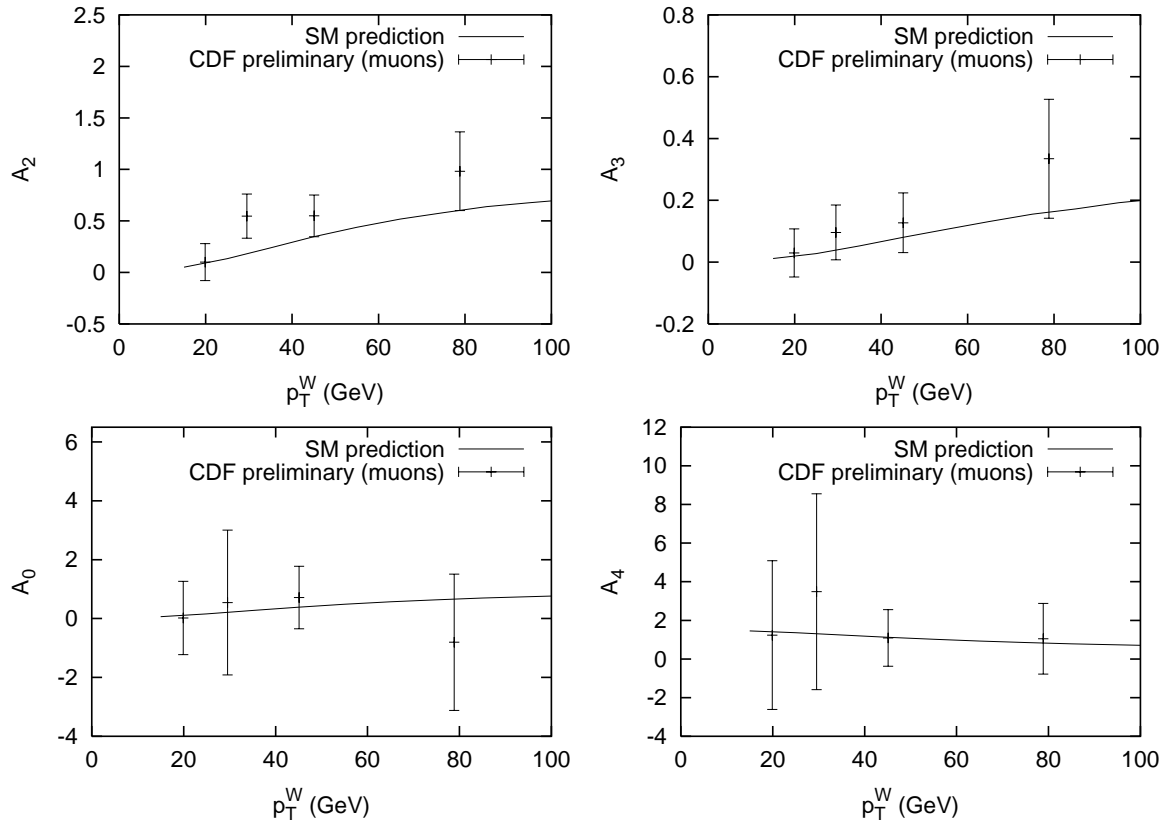 2.5
2
1.5
1
0.5
0
-0.5
A2
SM prediction
CDF preliminary (muons)
0 20 40 60 80 100
pTW (GeV)
0.8
0.6
0.4
0.2
0
-0.2
A3
SM prediction
CDF preliminary (muons)
0 20 40 60 80 100
pTW (GeV)
6
4
2
0
-2
-4
A0
SM prediction
CDF preliminary (muons)
0 20 40 60 80 100
pTW (GeV)
12
10
8
6
4
2
0
-2
-4
A4
SM prediction
CDF preliminary (muons)
0 20 40 60 80 100
pTW (GeV)